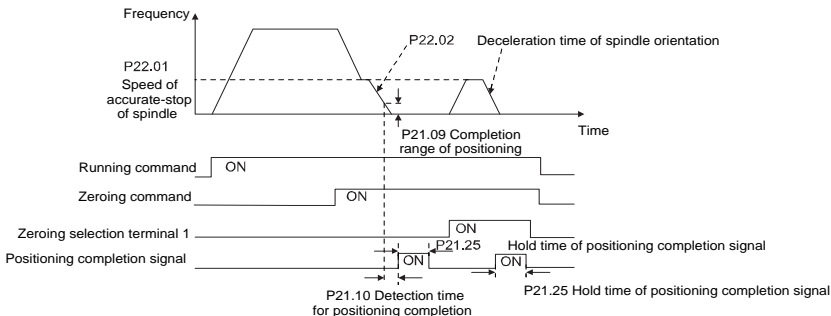 Frequency
P22.02
Deceleration time of spindle orientation
P22.01
Speed of
accurate-stop
of spindle
Time
P21.09 Completion
range of positioning
Running command
ON
Zeroing command
ON
Zeroing selection terminal 1
ON
P21.25
Hold time of positioning completion signal
Positioning completion signal
ON
ON
P21.10 Detection time
for positioning completion
P21.25 Hold time of positioning completion signal